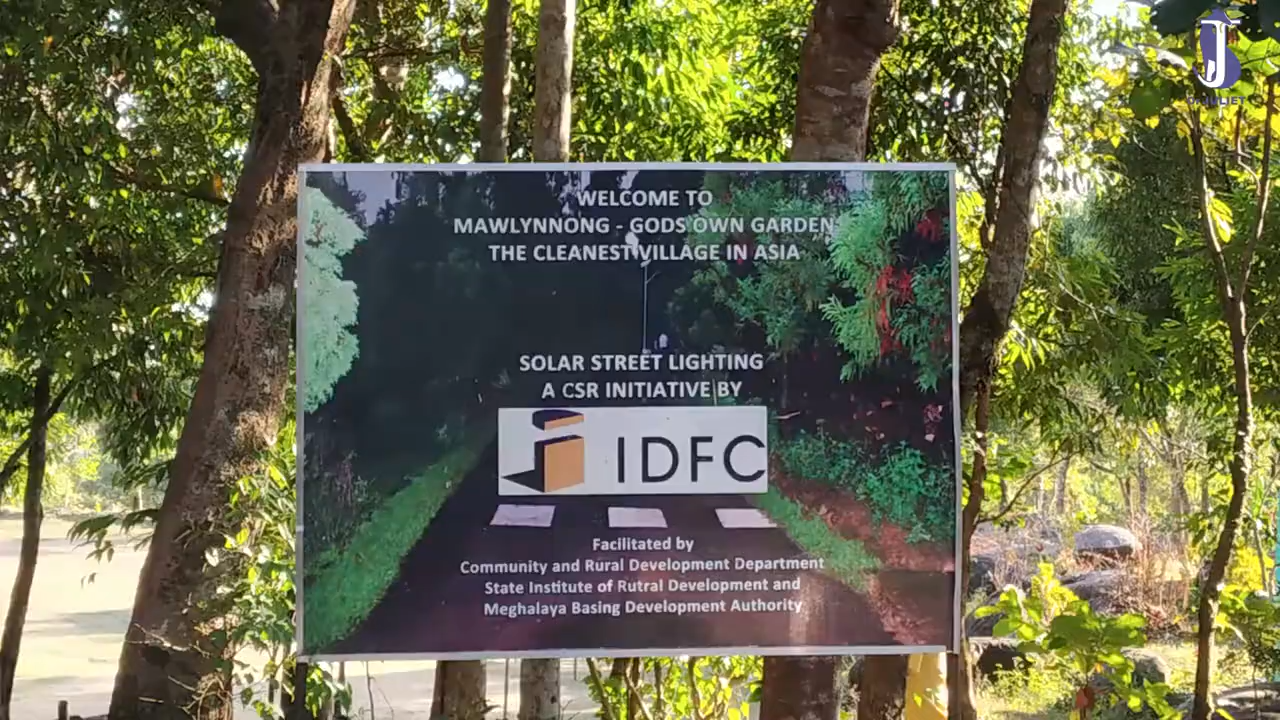 WELCOME TO
MAWLYNNONG - GODS OWN GARDEN
THE CLEANEST VILLAGE IN ASIA
SOLAR STREET LIGHTING
A CSR INITIATIVE BY
IDFC
Facilitated by
Community and Rural Development Department
State Institute of Rutral Development and
Meghalaya Basing Development Authority